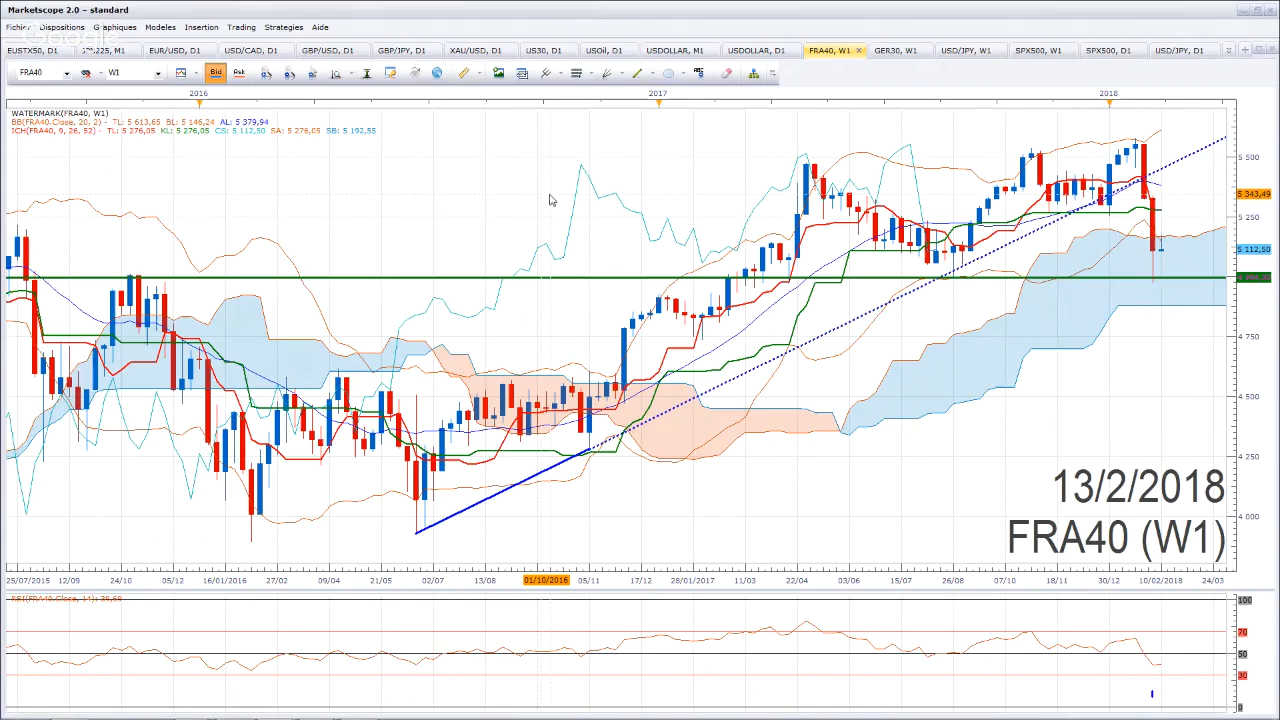 Marketscope 2.0 – standard
Fichier Dispositions Graphiques Modeles Insertion Trading Strategies Aide
EUSTX50, D1 JPN225, M1 EUR/USD, D1 USD/CAD, D1 GBP/USD, D1 GBP/JPY, D1 XAU/USD, D1 US30, D1 USOil, D1 USDOLLAR, M1 USDOLLAR, D1 FRA40, W1 GER30, W1 USD/JPY, W1 SPX500, W1 SPX500, D1 USD/JPY, D1
FRA40 W1 Bid Ask
2016 2017 2018
WATERMARK(FRA40, W1)
BB(FRA40.Close, 20, 2) - TL: 5 613,65 BL: 5 146,24 AL: 5 379,94
ICH(FRA40, 9, 26, 52) - TL: 5 276,05 KL: 5 276,05 CS: 5 112,50 SA: 5 276,05 SB: 5 192,55
5 500
5 343,49
5 250
5 112,50
4 750
4 500
4 250
4 000
13/2/2018
FRA40 (W1)
25/07/2015 12/09 24/10 05/12 16/01/2016 27/02 09/04 21/05 02/07 13/08 01/10/2016 05/11 17/12 28/01/2017 11/03 22/04 03/06 15/07 26/08 07/10 18/11 30/12 10/02/2018 24/03
RSI(FRA40.Close, 14): 39,69
100
70
50
30
0